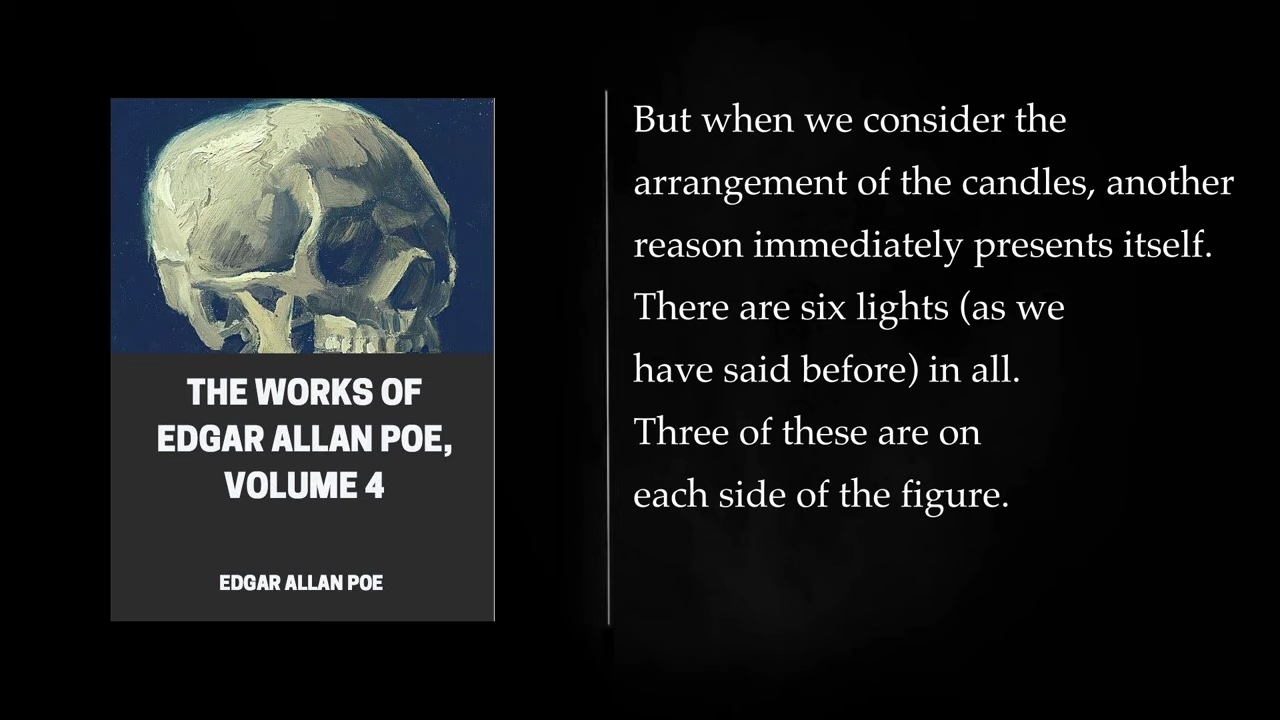 THE WORKS OF
EDGAR ALLAN POE,
VOLUME 4
EDGAR ALLAN POE
But when we consider the
arrangement of the candles, another
reason immediately presents itself.
There are six lights (as we
have said before) in all.
Three of these are on
each side of the figure.